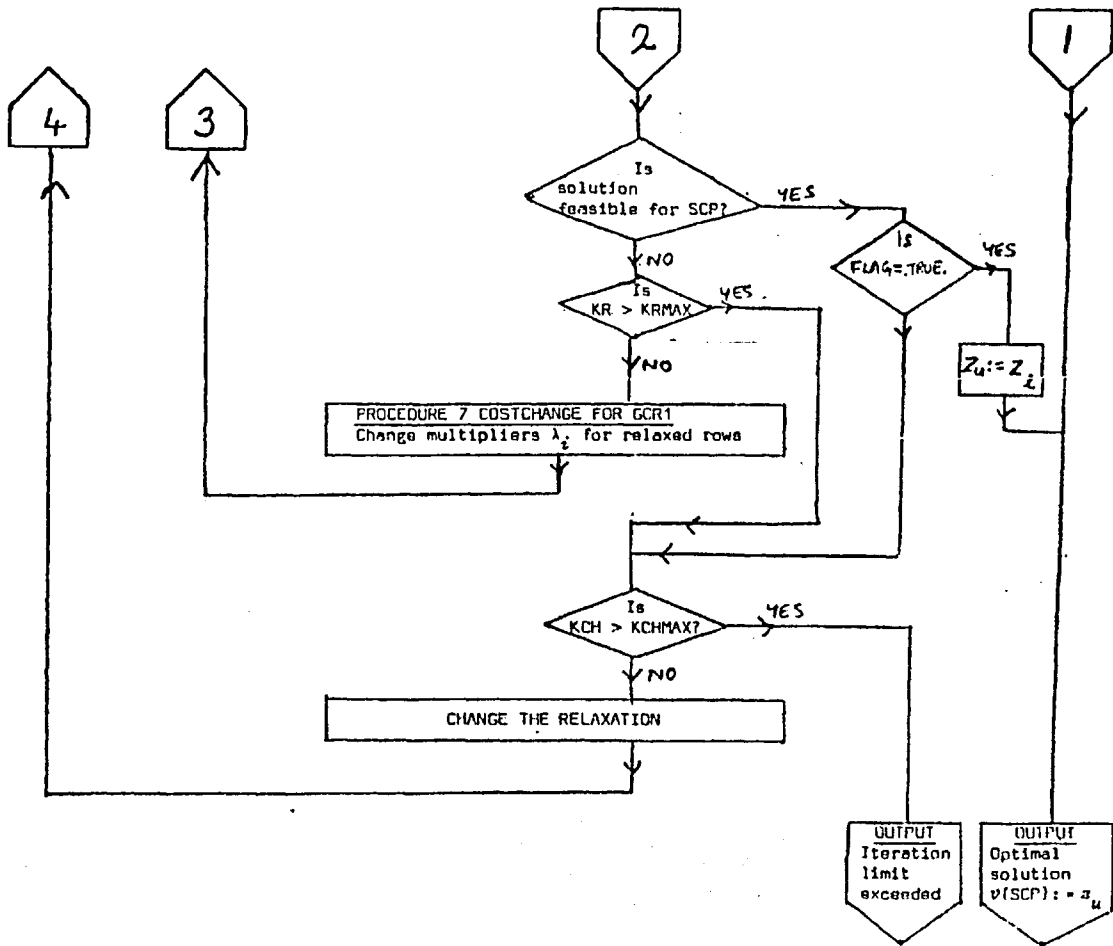 2
1
4
3
Is
solution
feasible for SCP?
YES
NO
Is
FLAG=.TRUE.
YES
Is
KR > KRMAX
YES.
NO
Zu:= Zi
PROCEDURE 7 COSTCHANGE FOR GCR1
Change multipliers λi for relaxed rows
Is
KCH > KCHMAX?
YES
NO
CHANGE THE RELAXATION
OUTPUT
Iteration
limit
exceeded
OUTPUT
Optimal
solution
v(SCP): = zu